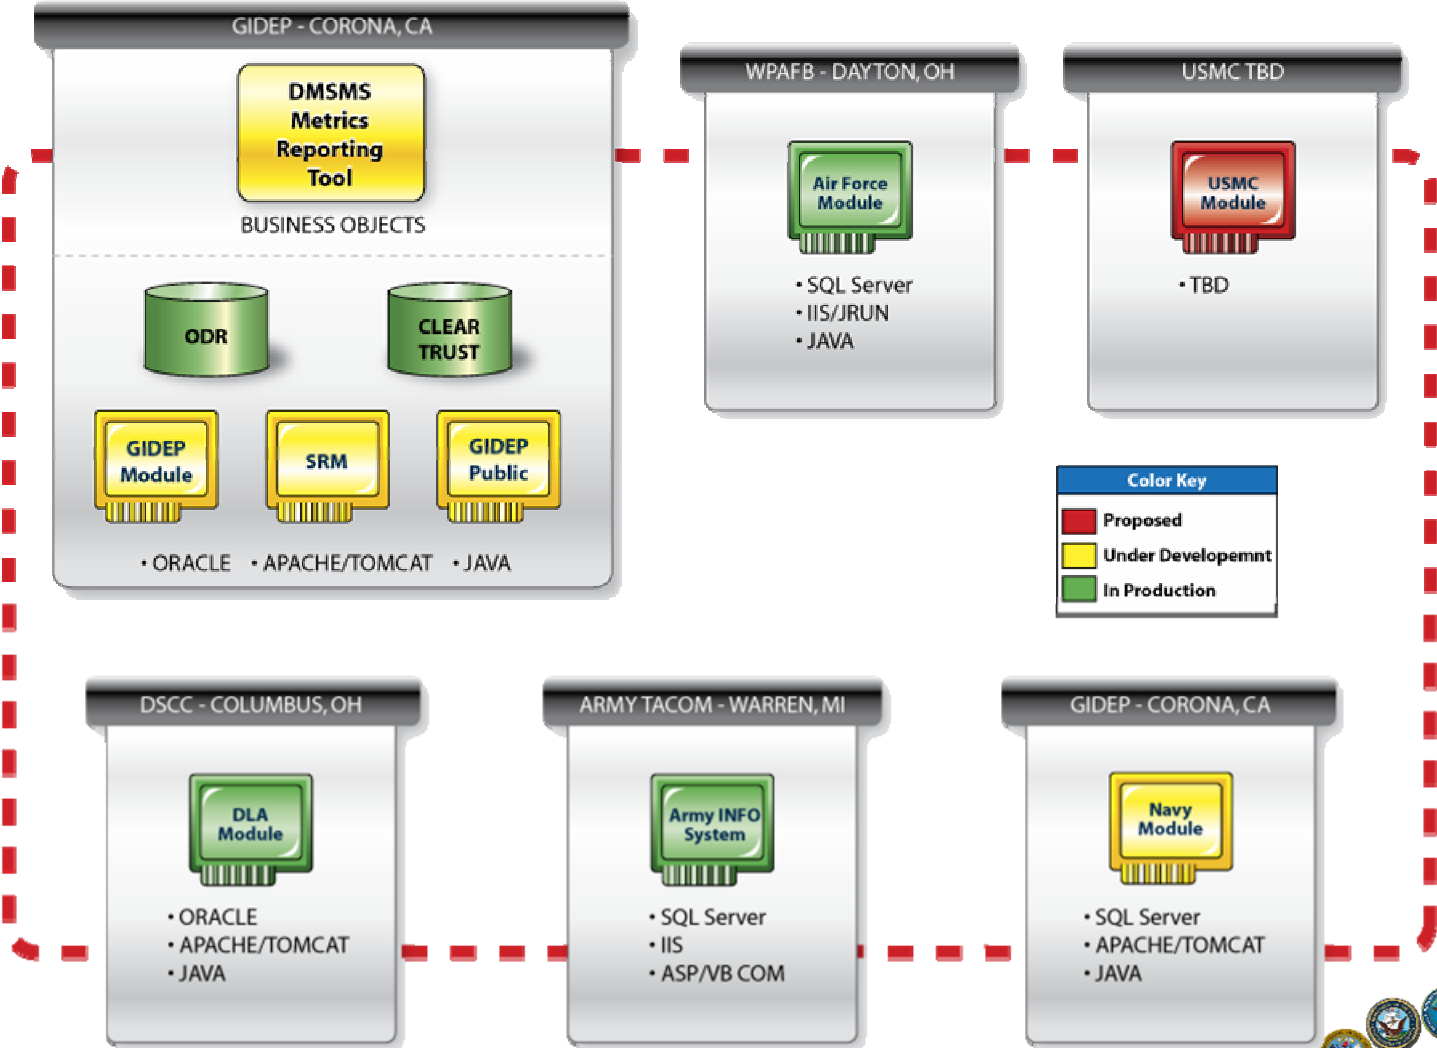 GIDEP - CORONA, CA
DMSMS
Metrics
Reporting
Tool
BUSINESS OBJECTS
ODR
CLEAR
TRUST
GIDEP
Module
SRM
GIDEP
Public
• ORACLE • APACHE/TOMCAT • JAVA
WPAFB - DAYTON, OH
Air Force
Module
• SQL Server
• IIS/JRUN
• JAVA
USMC TBD
USMC
Module
• TBD
Color Key
Proposed
Under Developemnt
In Production
DSCC - COLUMBUS, OH
DLA
Module
• ORACLE
• APACHE/TOMCAT
• JAVA
ARMY TACOM - WARREN, MI
Army INFO
System
• SQL Server
• IIS
• ASP/VB COM
GIDEP - CORONA, CA
Navy
Module
• SQL Server
• APACHE/TOMCAT
• JAVA